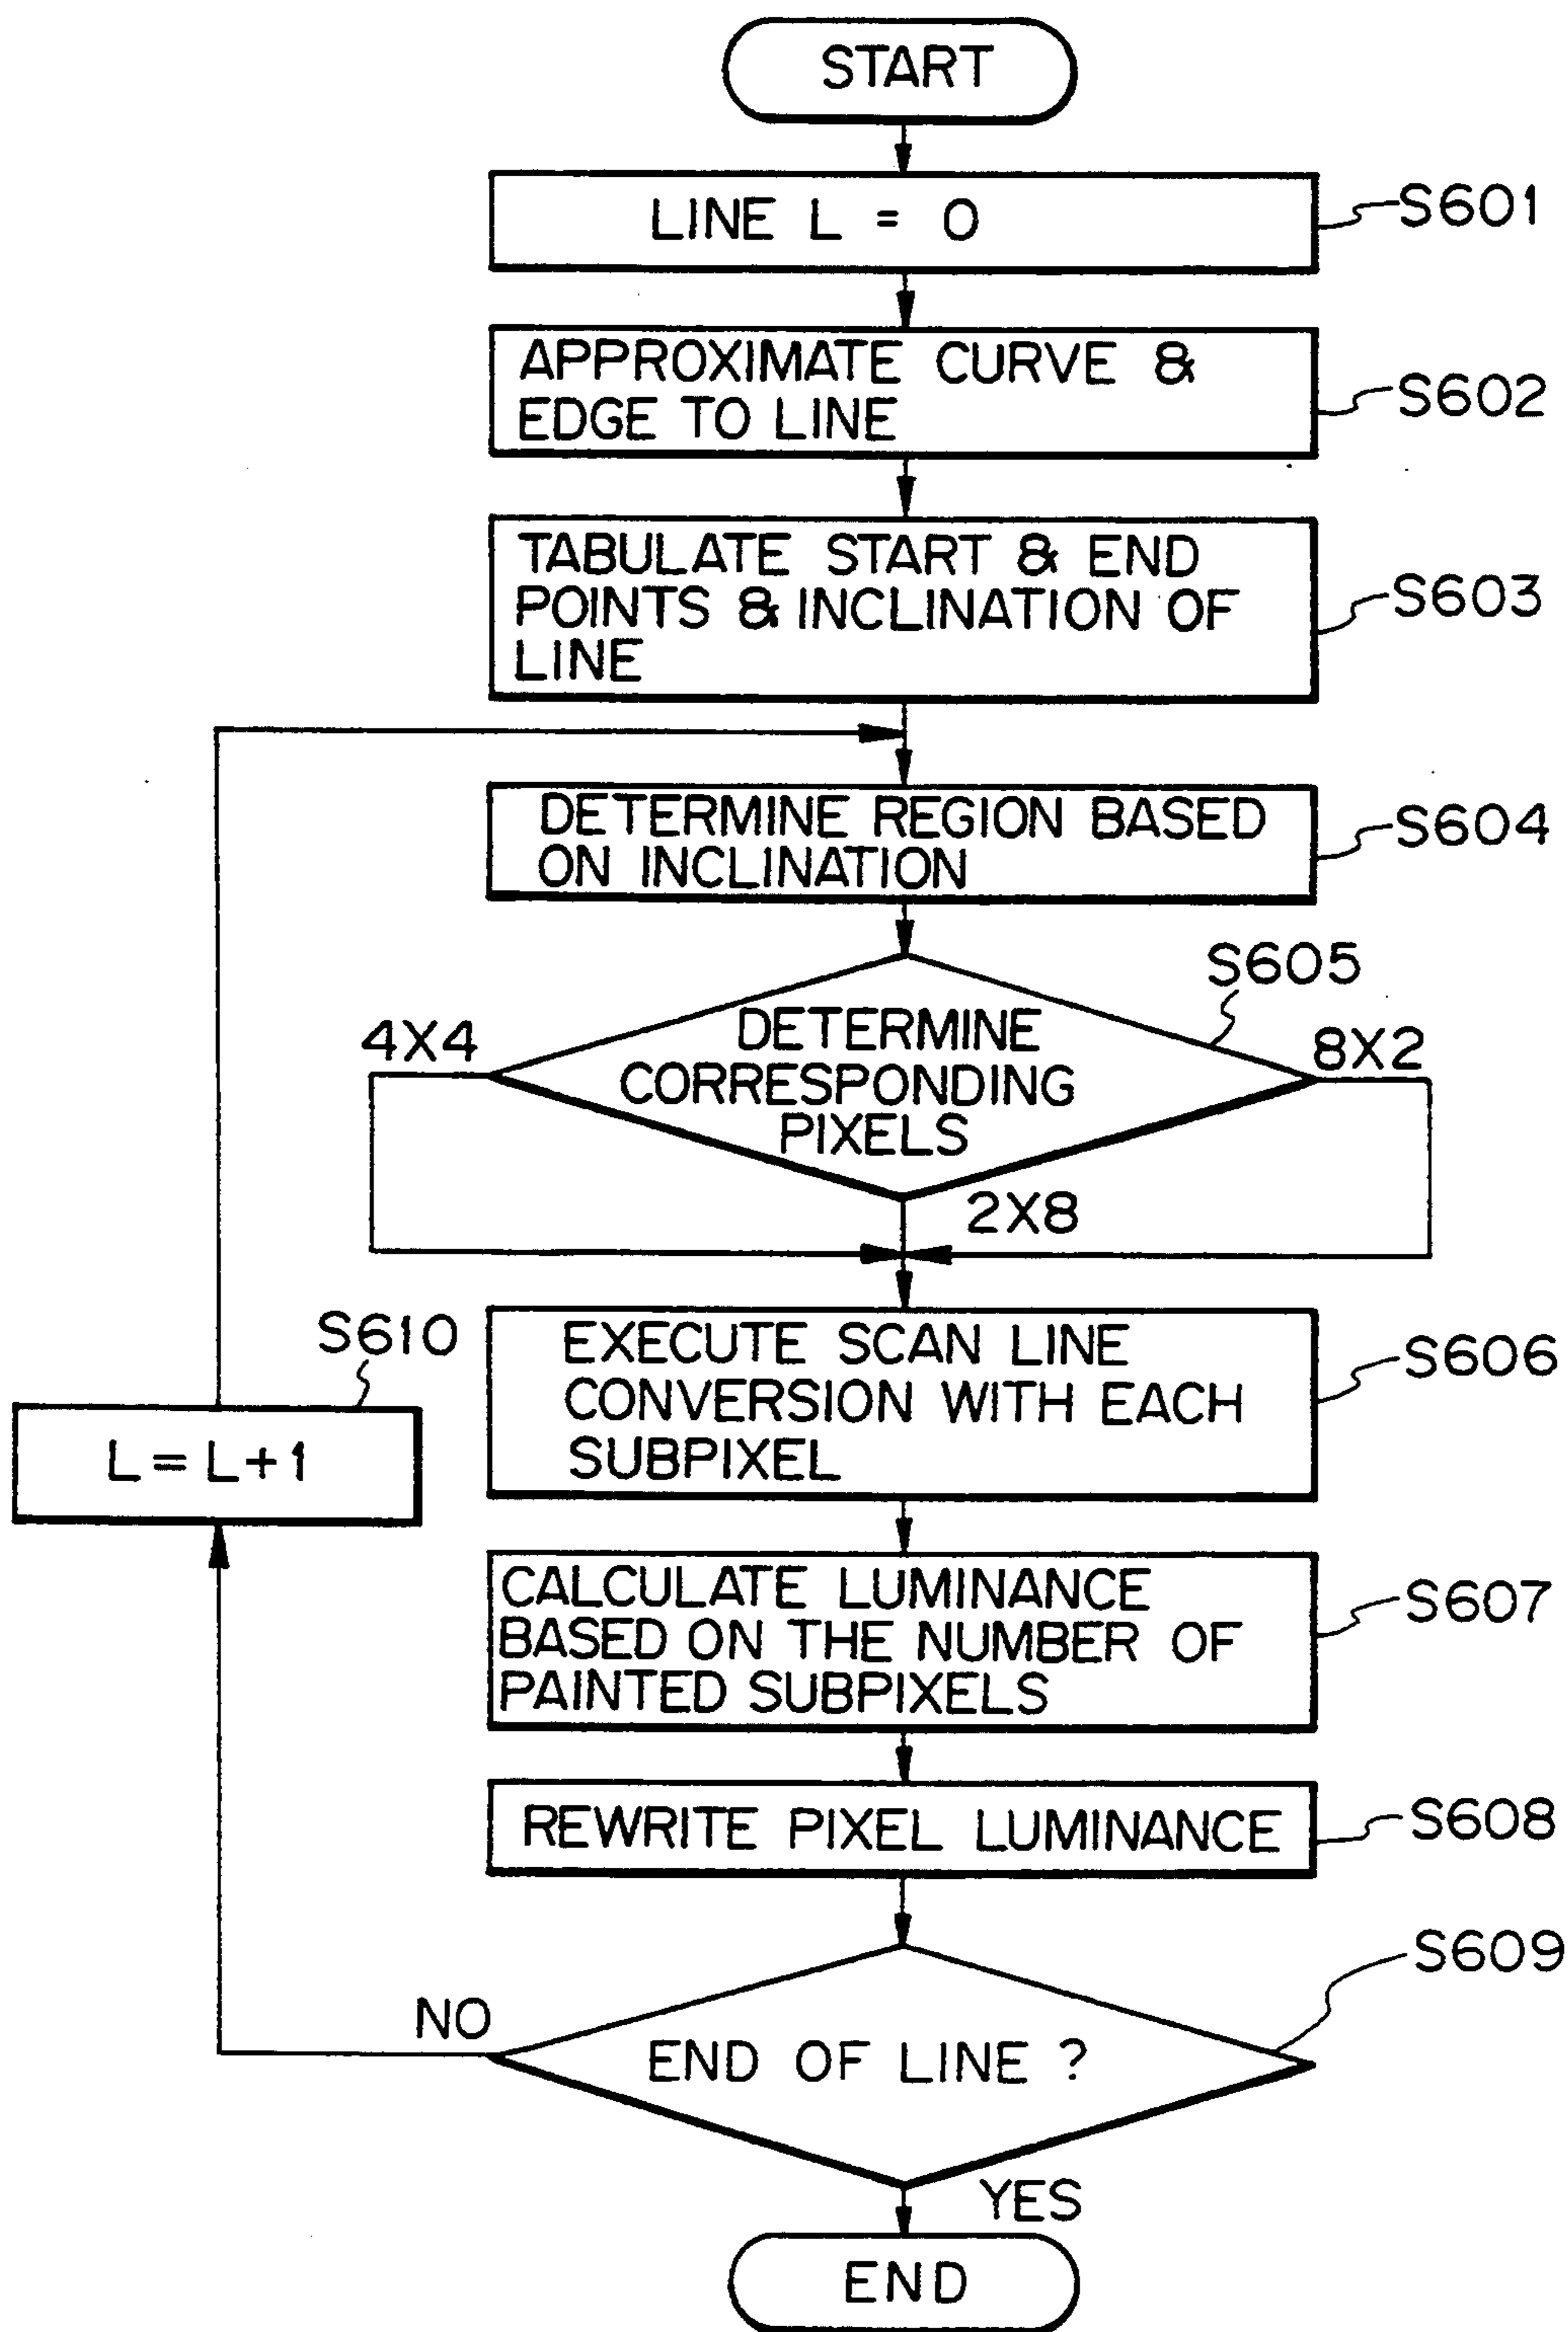 START
LINE L = 0
S601
APPROXIMATE CURVE &
EDGE TO LINE
S602
TABULATE START & END
POINTS & INCLINATION OF
LINE
S603
DETERMINE REGION BASED
ON INCLINATION
S604
S605
4X4
DETERMINE
CORRESPONDING
PIXELS
8X2
2X8
S610
L=L+1
EXECUTE SCAN LINE
CONVERSION WITH EACH
SUBPIXEL
S606
CALCULATE LUMINANCE
BASED ON THE NUMBER OF
PAINTED SUBPIXELS
S607
REWRITE PIXEL LUMINANCE
S608
S609
NO
END OF LINE ?
YES
END